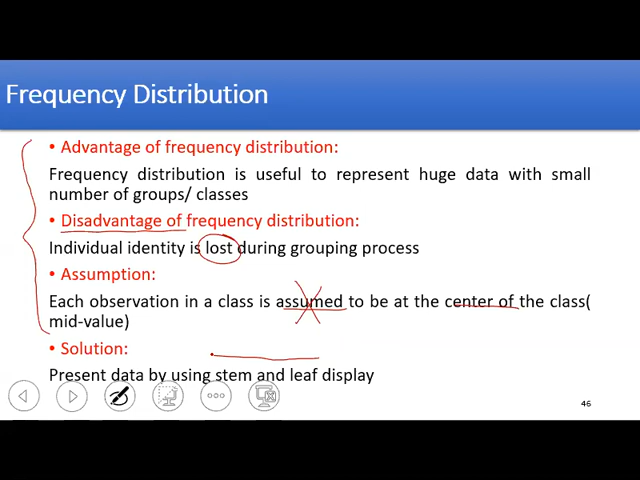 Frequency Distribution
• Advantage of frequency distribution:
Frequency distribution is useful to represent huge data with small
number of groups/ classes
• Disadvantage of frequency distribution:
Individual identity is lost during grouping process
• Assumption:
Each observation in a class is assumed to be at the center of the class(
mid-value)
• Solution:
Present data by using stem and leaf display
46